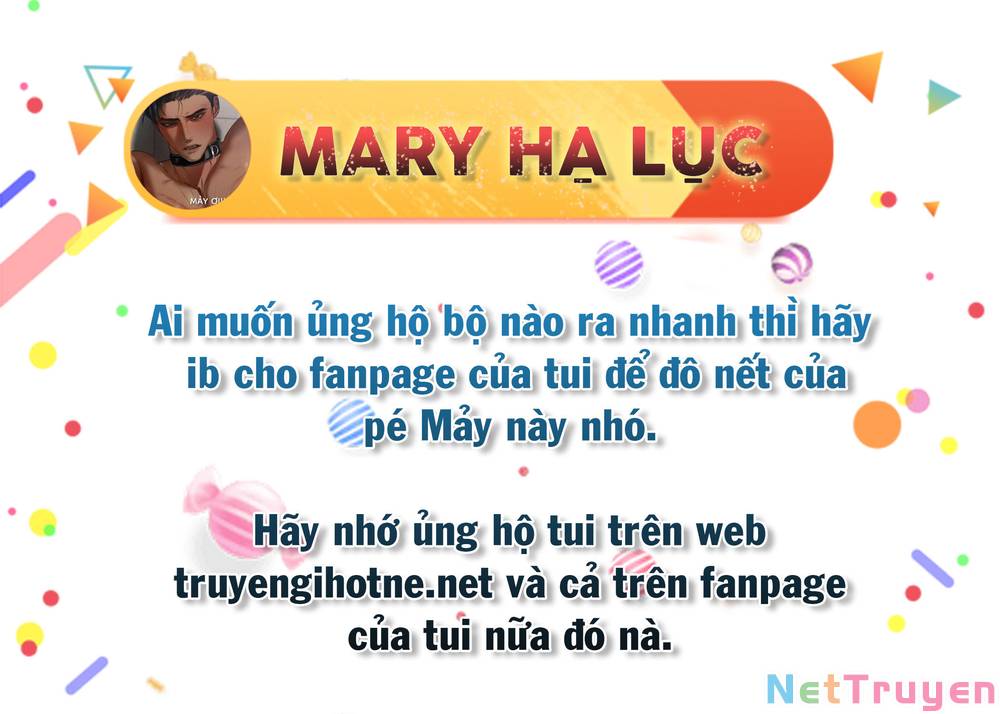 MARY HẠ LỤC
Ai muốn ủng hộ bộ nào ra nhanh thì hãy
ib cho fanpage của tui để đô nết của
pé Mảy này nhó.
Hãy nhớ ủng hộ tui trên web
truyengihotne.net và cả trên fanpage
của tui nữa đó nà.
NetTruyen